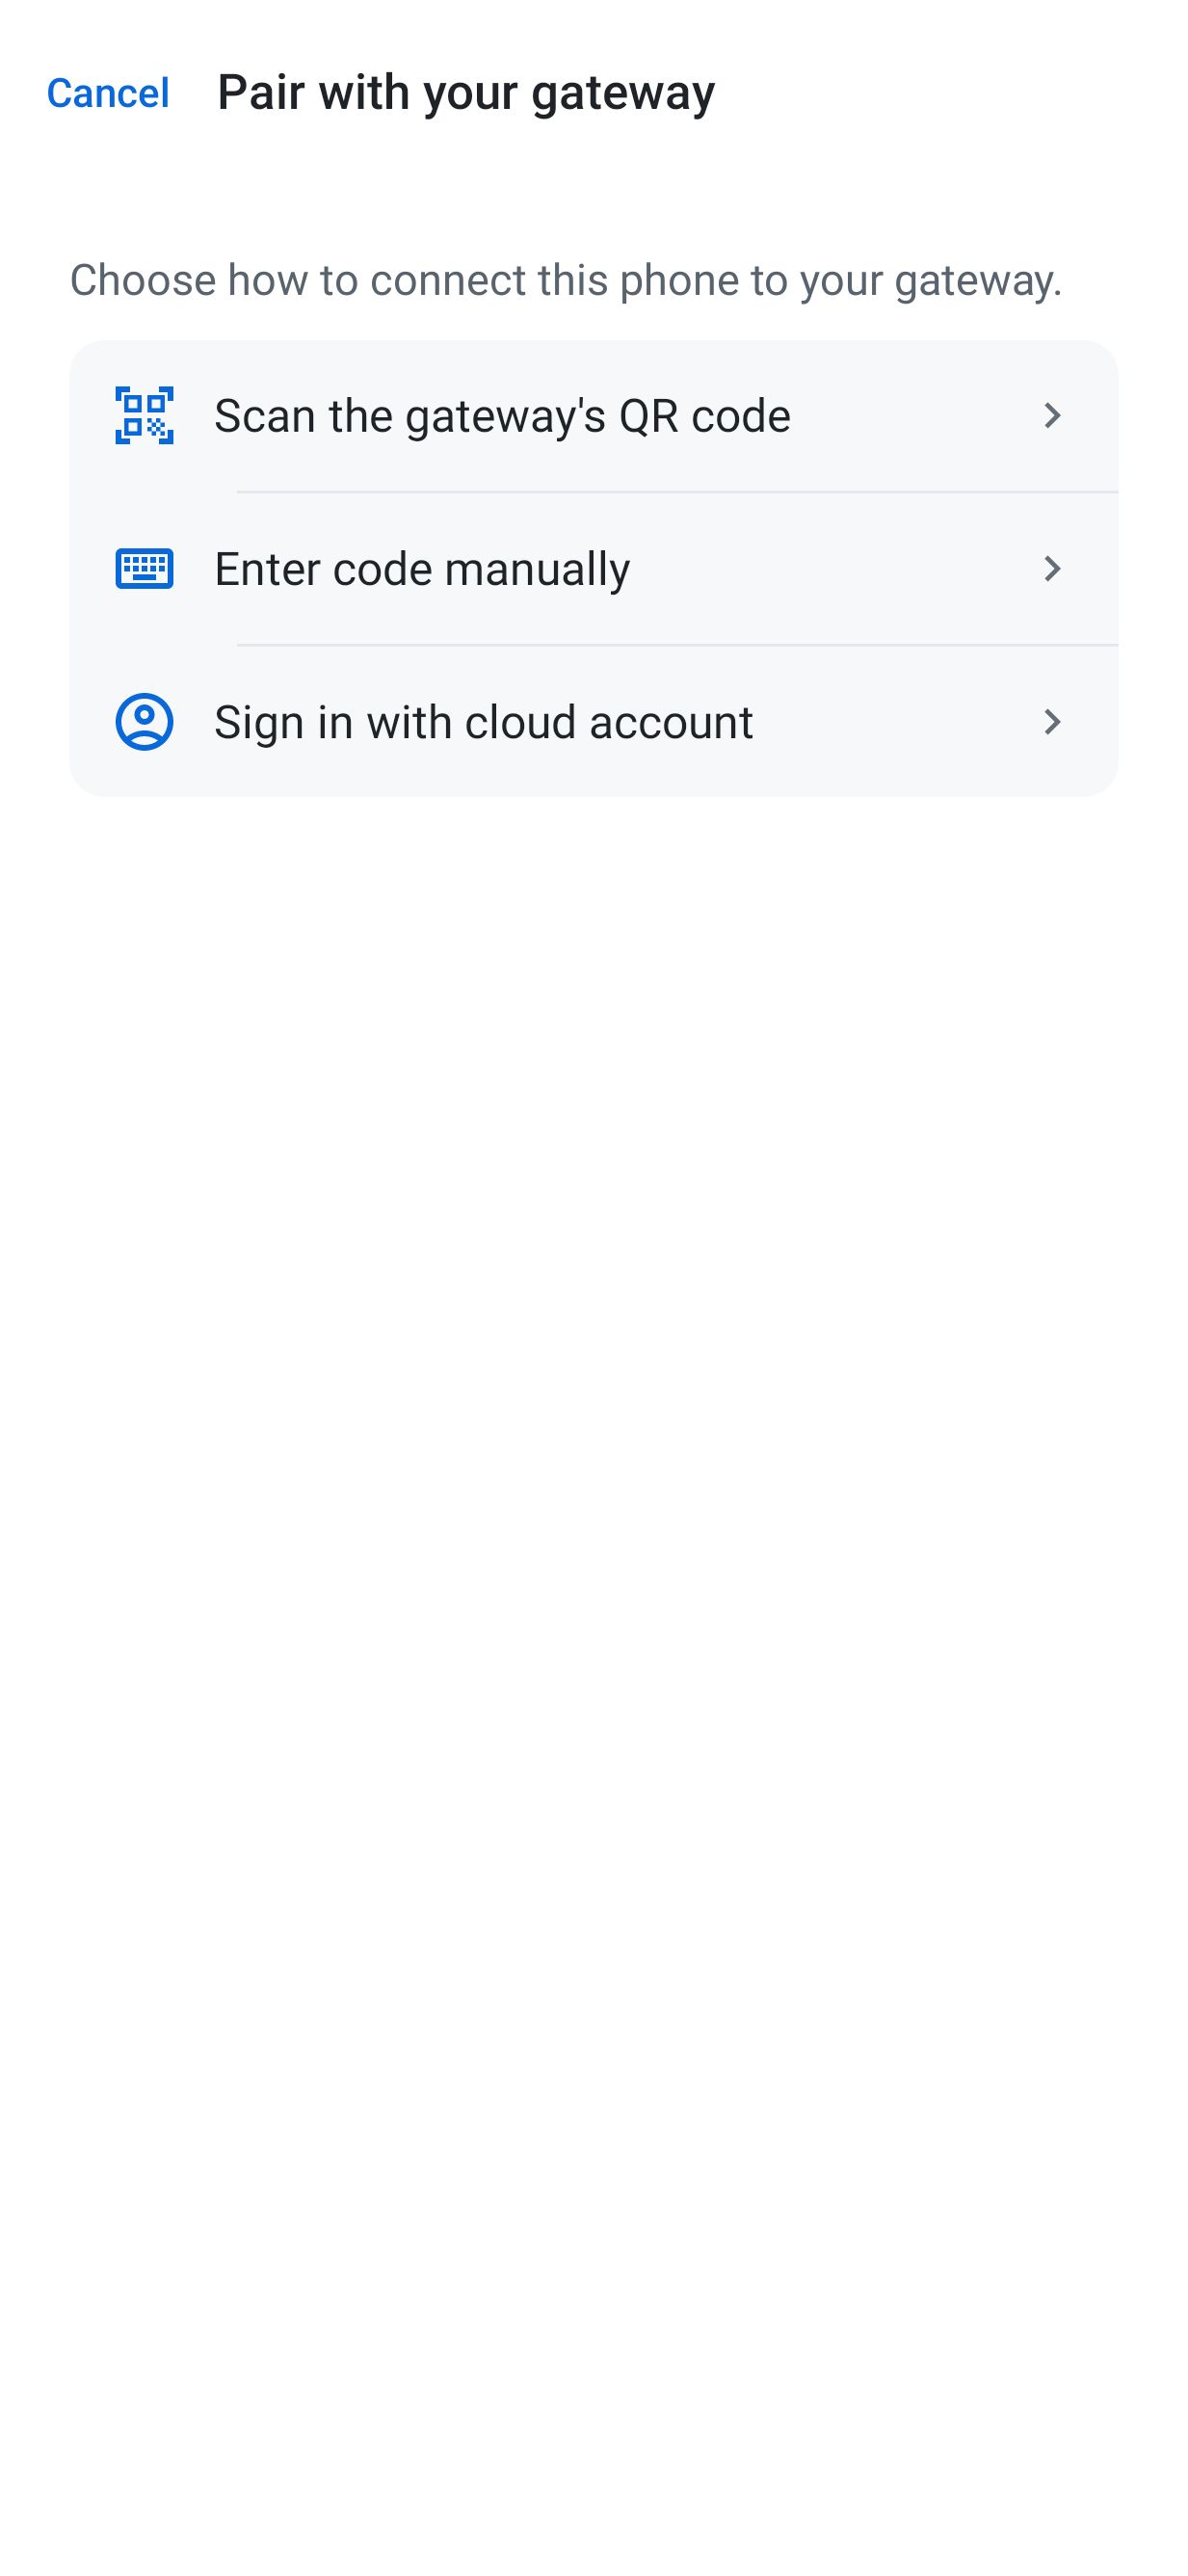 Cancel
Pair with your gateway
Choose how to connect this phone to your gateway.
Scan the gateway's QR code
Enter code manually
Sign in with cloud account